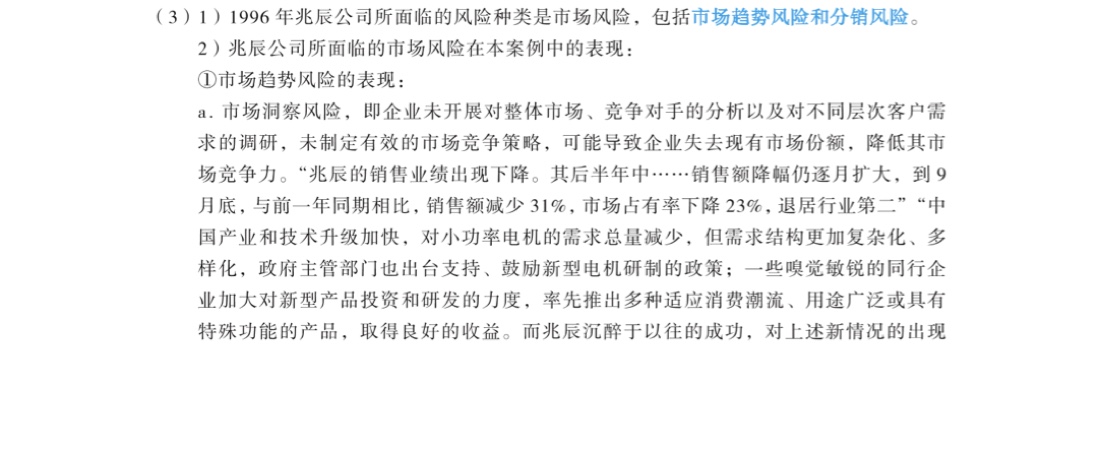 （3）1）1996 年兆辰公司所面临的风险种类是市场风险，包括市场趋势风险和分销风险。
2）兆辰公司所面临的市场风险在本案例中的表现：
①市场趋势风险的表现：
a. 市场洞察风险，即企业未开展对整体市场、竞争对手的分析以及对不同层次客户需
求的调研，未制定有效的市场竞争策略，可能导致企业失去现有市场份额，降低其市
场竞争力。“兆辰的销售业绩出现下降。其后半年中……销售额降幅仍逐月扩大，到 9
月底，与前一年同期相比，销售额减少 31%，市场占有率下降 23%，退居行业第二”“中
国产业和技术升级加快，对小功率电机的需求总量减少，但需求结构更加复杂化、多
样化，政府主管部门也出台支持、鼓励新型电机研制的政策；一些嗅觉敏锐的同行企
业加大对新型产品投资和研发的力度，率先推出多种适应消费潮流、用途广泛或具有
特殊功能的产品，取得良好的收益。而兆辰沉醉于以往的成功，对上述新情况的出现